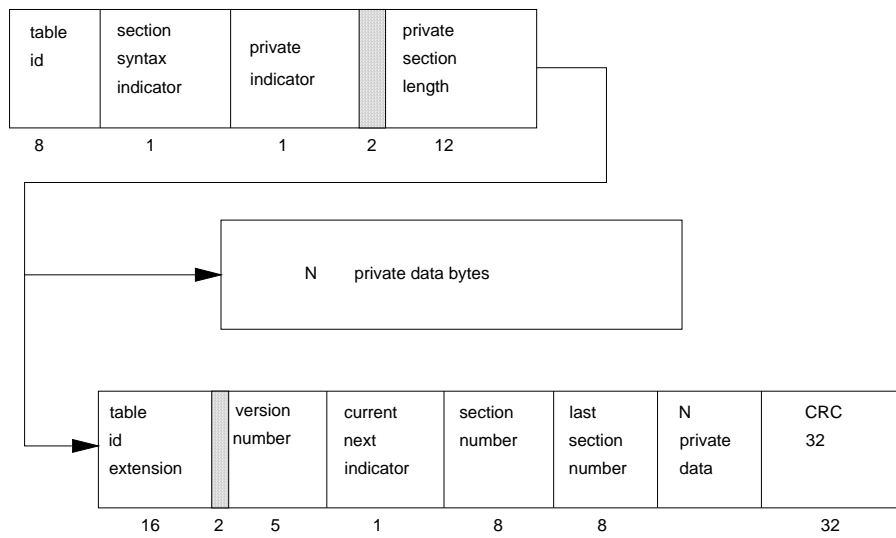 table
id
section
syntax
indicator
private
indicator
private
section
length
8
1
1
2
12
N private data bytes
table
id
extension
version
number
current
next
indicator
section
number
last
section
number
N
private
data
CRC
32
16
2
5
1
8
8
32